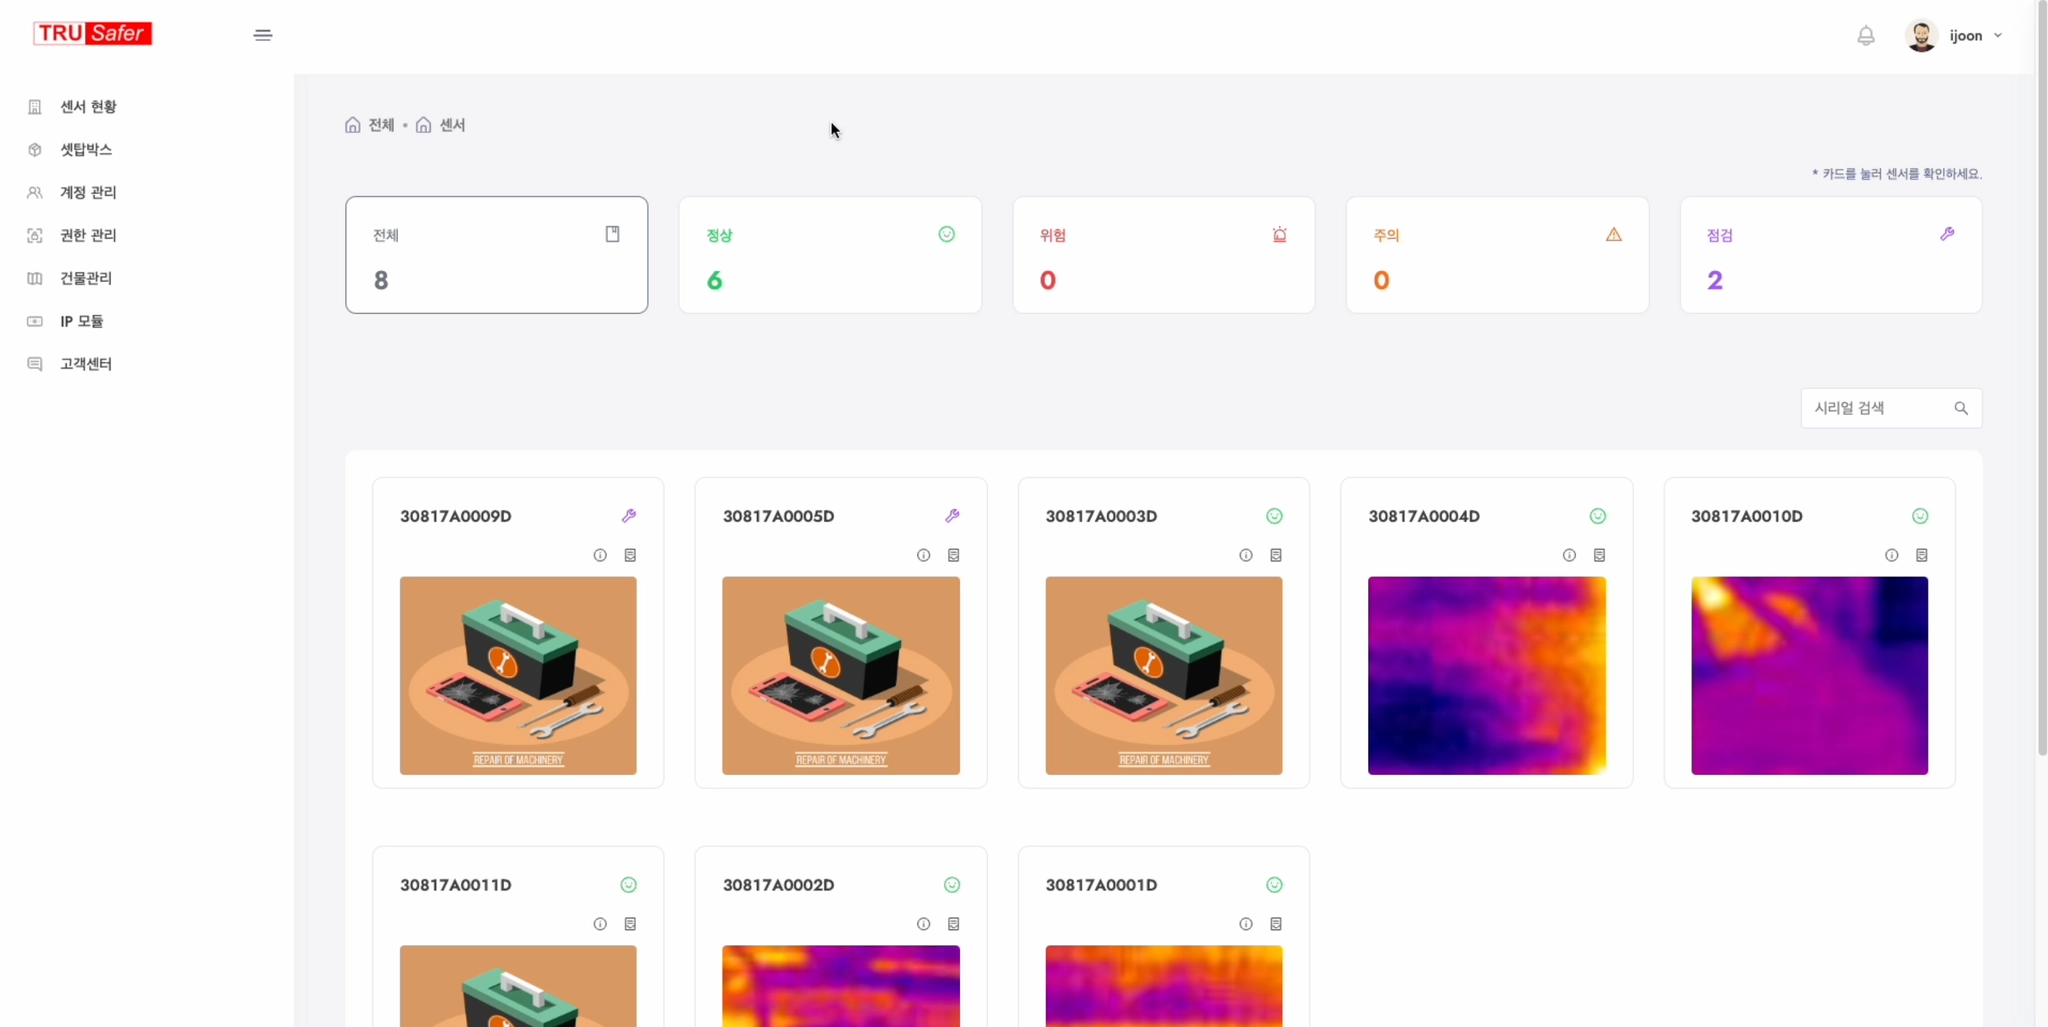 TRU Safer
ijoon
센서 현황
셋탑박스
계정 관리
권한 관리
건물관리
IP 모듈
고객센터
전체 • 센서
* 카드를 눌러 센서를 확인하세요.
전체
8
정상
6
위험
0
주의
0
점검
2
시리얼 검색
30817A0009D
REPAIR OF MACHINERY
30817A0005D
REPAIR OF MACHINERY
30817A0003D
REPAIR OF MACHINERY
30817A0004D
30817A0010D
30817A0011D
30817A0002D
30817A0001D